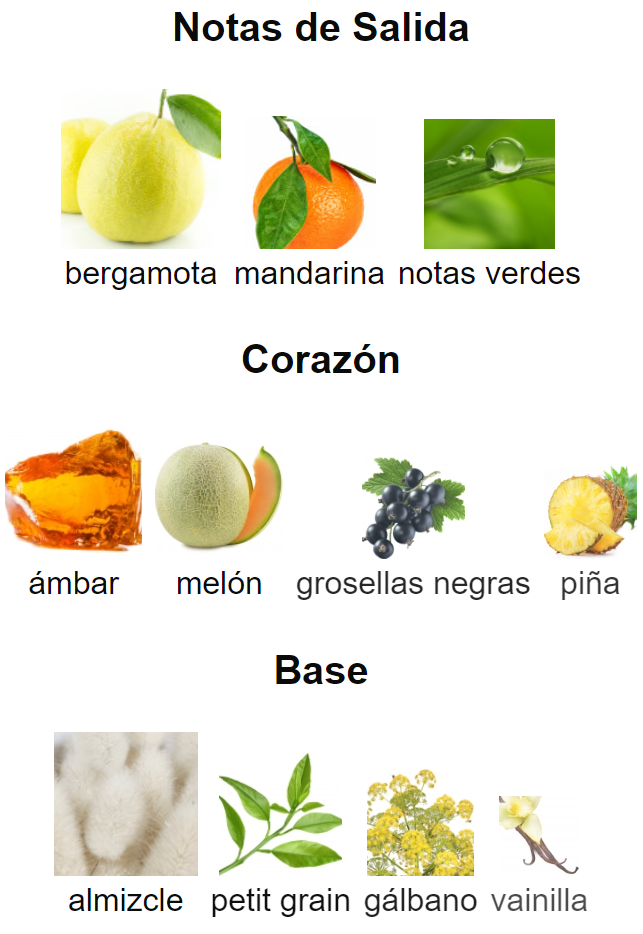 Notas de Salida
bergamota mandarina notas verdes
Corazón
ámbar melón grosellas negras piña
Base
almizcle petit grain gálbano vainilla